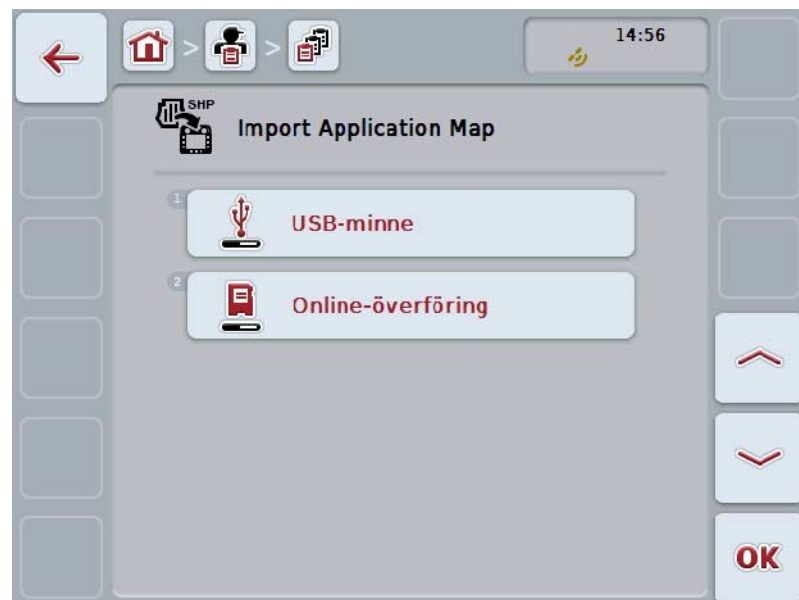 14:56
SHP
Import Application Map
1
USB-minne
2
Online-överföring
OK